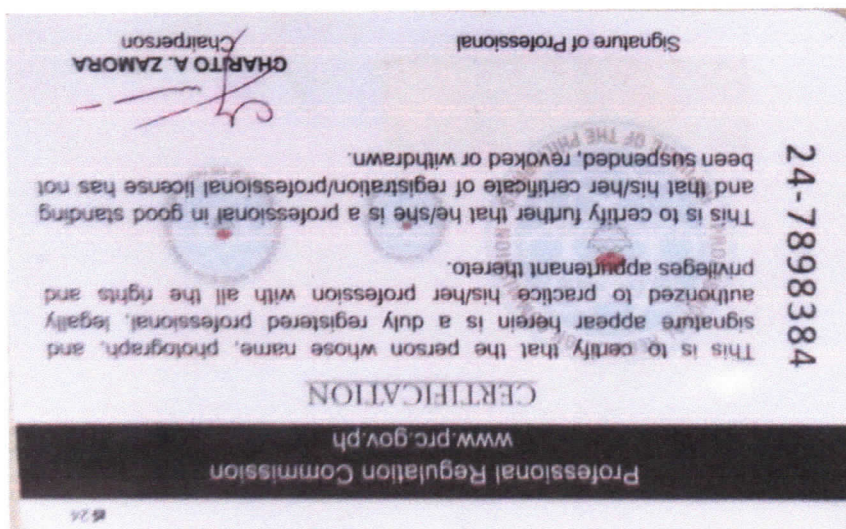 Professional Regulation Commission
www.prc.gov.ph
CERTIFICATION
This is to certify that the person whose name, photograph, and
signature appear herein is a duly registered professional, legally
authorized to practice his/her profession with all the rights and
privileges appurtenant thereto.
This is to certify further that he/she is a professional in good standing
and that his/her certificate of registration/professional license has not
been suspended, revoked or withdrawn.
CHARITO A. ZAMORA
Signature of Professional
Chairperson
24-7898384